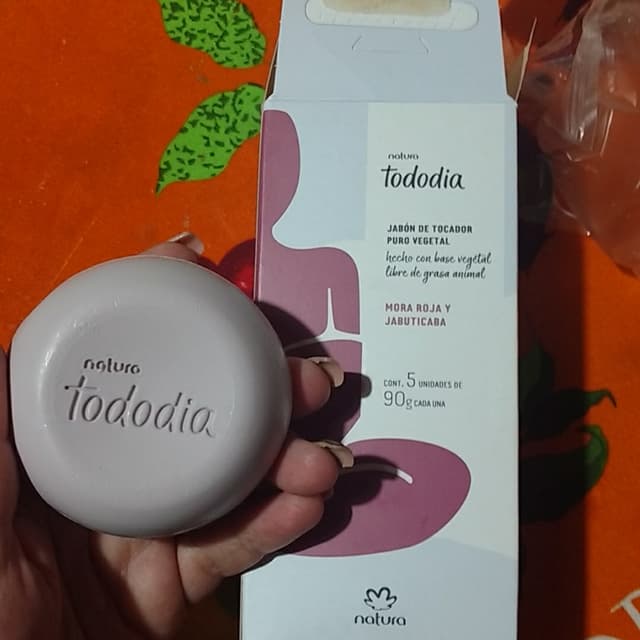 natura
tododia
JABÓN DE TOCADOR
PURO VEGETAL
hecho con base vegetal
libre de grasa animal
MORA ROJA Y
JABUTICABA
CONT. 5 UNIDADES DE
90g CADA UNA
natura
natura
tododia